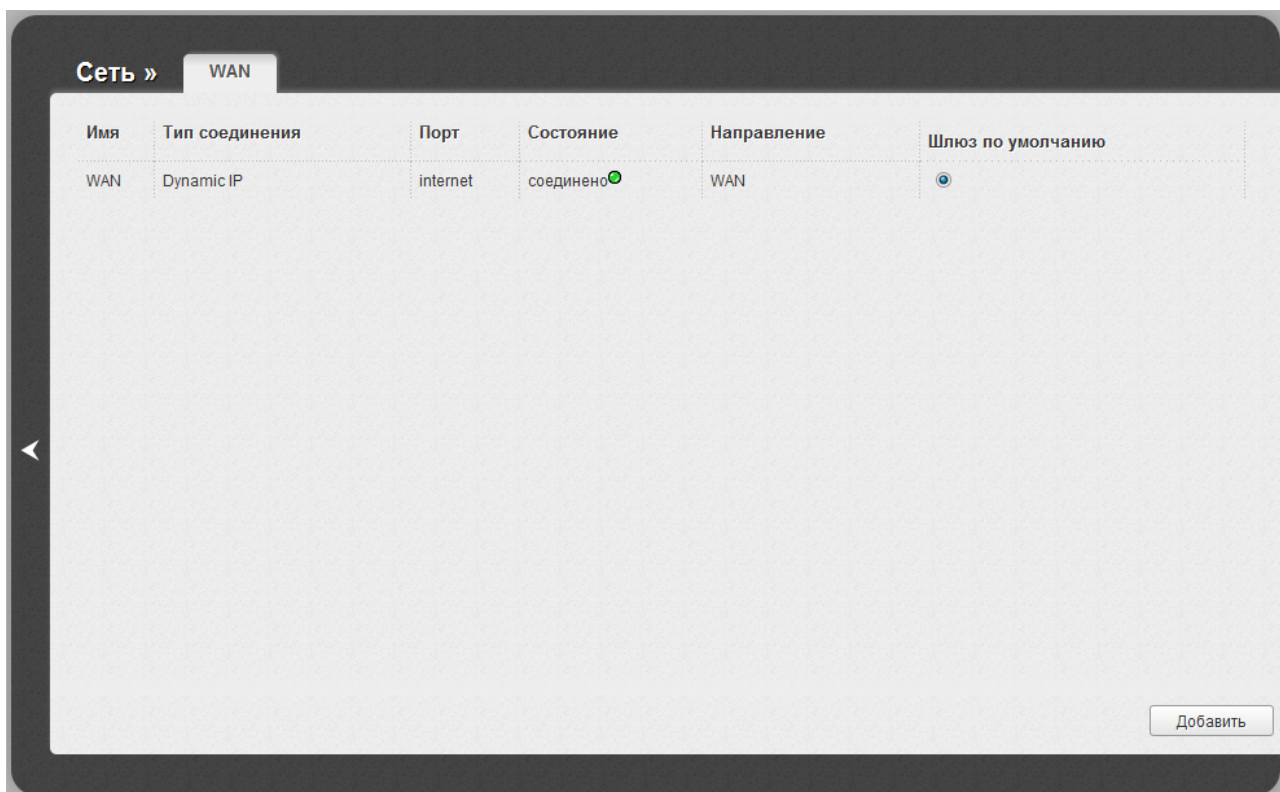 Сеть » WAN
Имя Тип соединения Порт Состояние Направление Шлюз по умолчанию
WAN Dynamic IP internet соединено WAN
Добавить